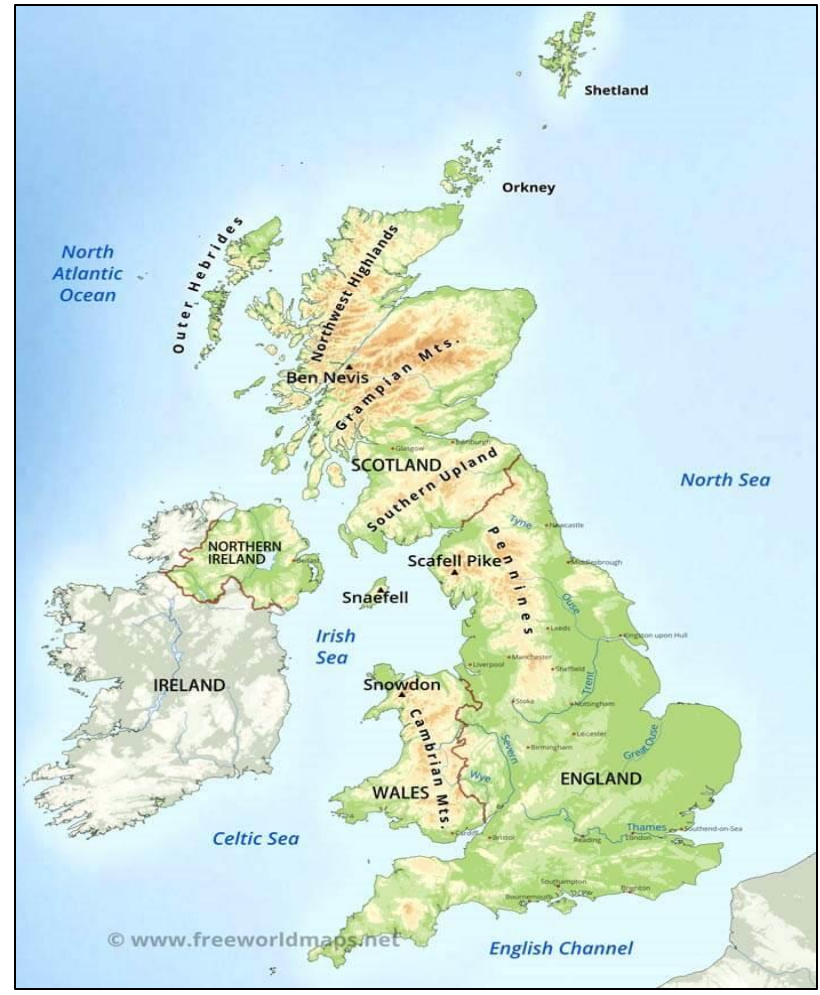 Shetland
Orkney
North
Atlantic
Ocean
Outer Hebrides
Northwest Highlands
Ben Nevis
Grampian Mts.
Glasgow
Edinburgh
SCOTLAND
Southern Upland
North Sea
Tyne
Newcastle
NORTHERN
IRELAND
Belfast
Scafell Pike
Pennines
Middlesbrough
Snaefell
Ouse
Irish
Sea
Leeds
Kingston upon Hull
Manchester
Liverpool
Sheffield
IRELAND
Snowdon
Trent
Stoke
Nottingham
Cambrian Mts.
Leicester
Great Ouse
Severn
Birmingham
Wye
ENGLAND
WALES
Celtic Sea
Cardiff
Bristol
Reading
Thames
London
Southend-on-Sea
Southampton
Bournemouth
Brighton
© www.freeworldmaps.net
English Channel